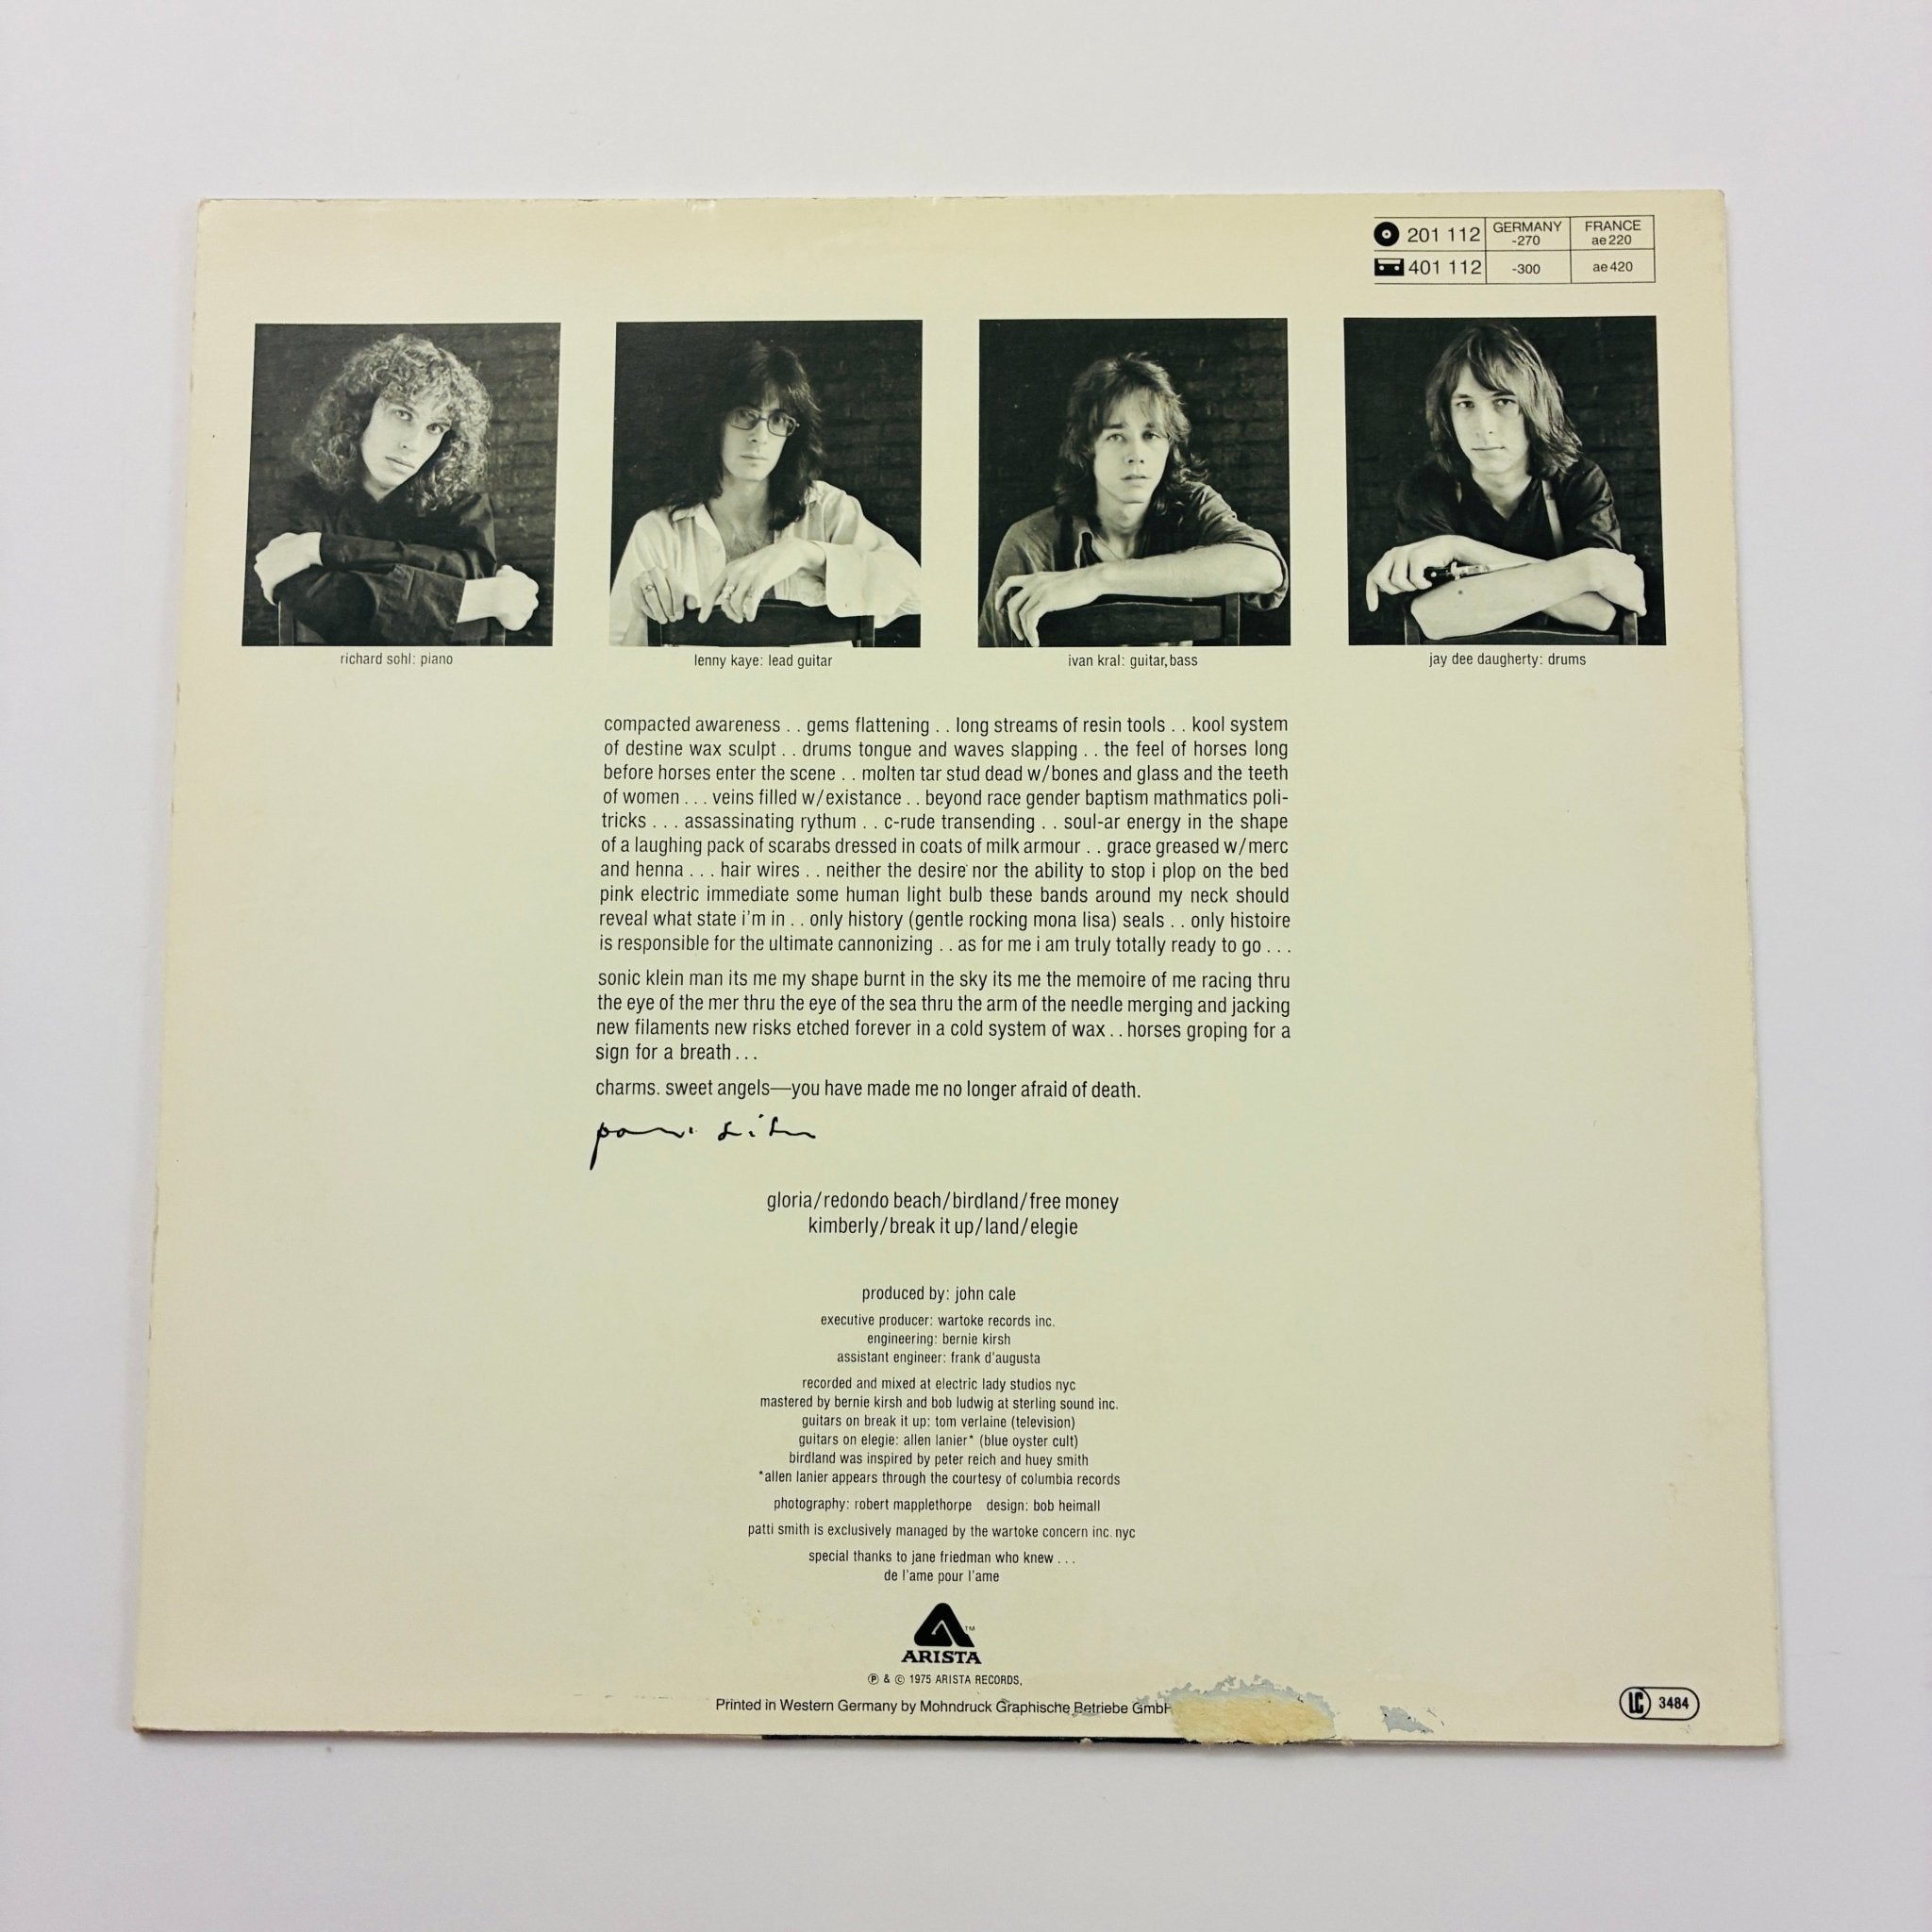 201 112 GERMANY -270 FRANCE ae 220
401 112 -300 ae 420
richard sohl: piano
lenny kaye: lead guitar
ivan kral: guitar, bass
jay dee daugherty: drums
compacted awareness . . gems flattening . . long streams of resin tools . . kool system
of destine wax sculpt . . drums tongue and waves slapping . . the feel of horses long
before horses enter the scene . . molten tar stud dead w/bones and glass and the teeth
of women . . . veins filled w/existance . . beyond race gender baptism mathmatics poli-
tricks . . . assassinating rythum . . c-rude transending . . soul-ar energy in the shape
of a laughing pack of scarabs dressed in coats of milk armour . . grace greased w/merc
and henna . . . hair wires . . neither the desire nor the ability to stop i plop on the bed
pink electric immediate some human light bulb these bands around my neck should
reveal what state i'm in . . only history (gentle rocking mona lisa) seals . . only histoire
is responsible for the ultimate cannonizing . . as for me i am truly totally ready to go . . .
sonic klein man its me my shape burnt in the sky its me the memoire of me racing thru
the eye of the mer thru the eye of the sea thru the arm of the needle merging and jacking
new filaments new risks etched forever in a cold system of wax . . horses groping for a
sign for a breath . . .
charms. sweet angels—you have made me no longer afraid of death.
patti smith
gloria/redondo beach/birdland/free money
kimberly/break it up/land/elegie
produced by: john cale
executive producer: wartoke records inc.
engineering: bernie kirsh
assistant engineer: frank d'augusta
recorded and mixed at electric lady studios nyc
mastered by bernie kirsh and bob ludwig at sterling sound inc.
guitars on break it up: tom verlaine (television)
guitars on elegie: allen lanier* (blue oyster cult)
birdland was inspired by peter reich and huey smith
*allen lanier appears through the courtesy of columbia records
photography: robert mapplethorpe design: bob heimall
patti smith is exclusively managed by the wartoke concern inc. nyc
special thanks to jane friedman who knew . . .
de l'ame pour l'ame
TM
ARISTA
℗ & © 1975 ARISTA RECORDS,
Printed in Western Germany by Mohndruck Graphische Betriebe GmbH
LC 3484